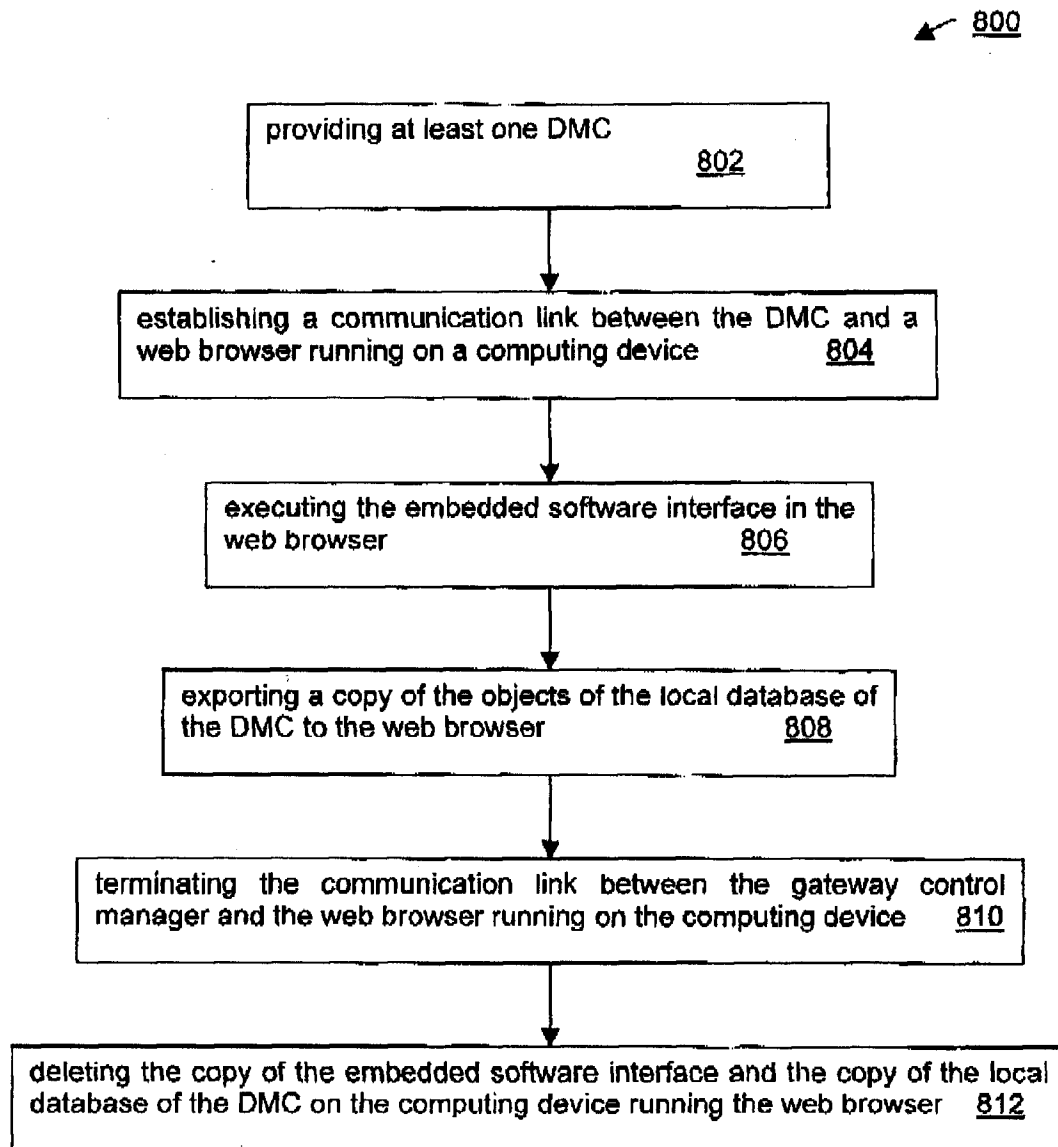 800
providing at least one DMC
802
establishing a communication link between the DMC and a
web browser running on a computing device 804
executing the embedded software interface in the
web browser 806
exporting a copy of the objects of the local database of
the DMC to the web browser 808
terminating the communication link between the gateway control
manager and the web browser running on the computing device 810
deleting the copy of the embedded software interface and the copy of the local
database of the DMC on the computing device running the web browser 812